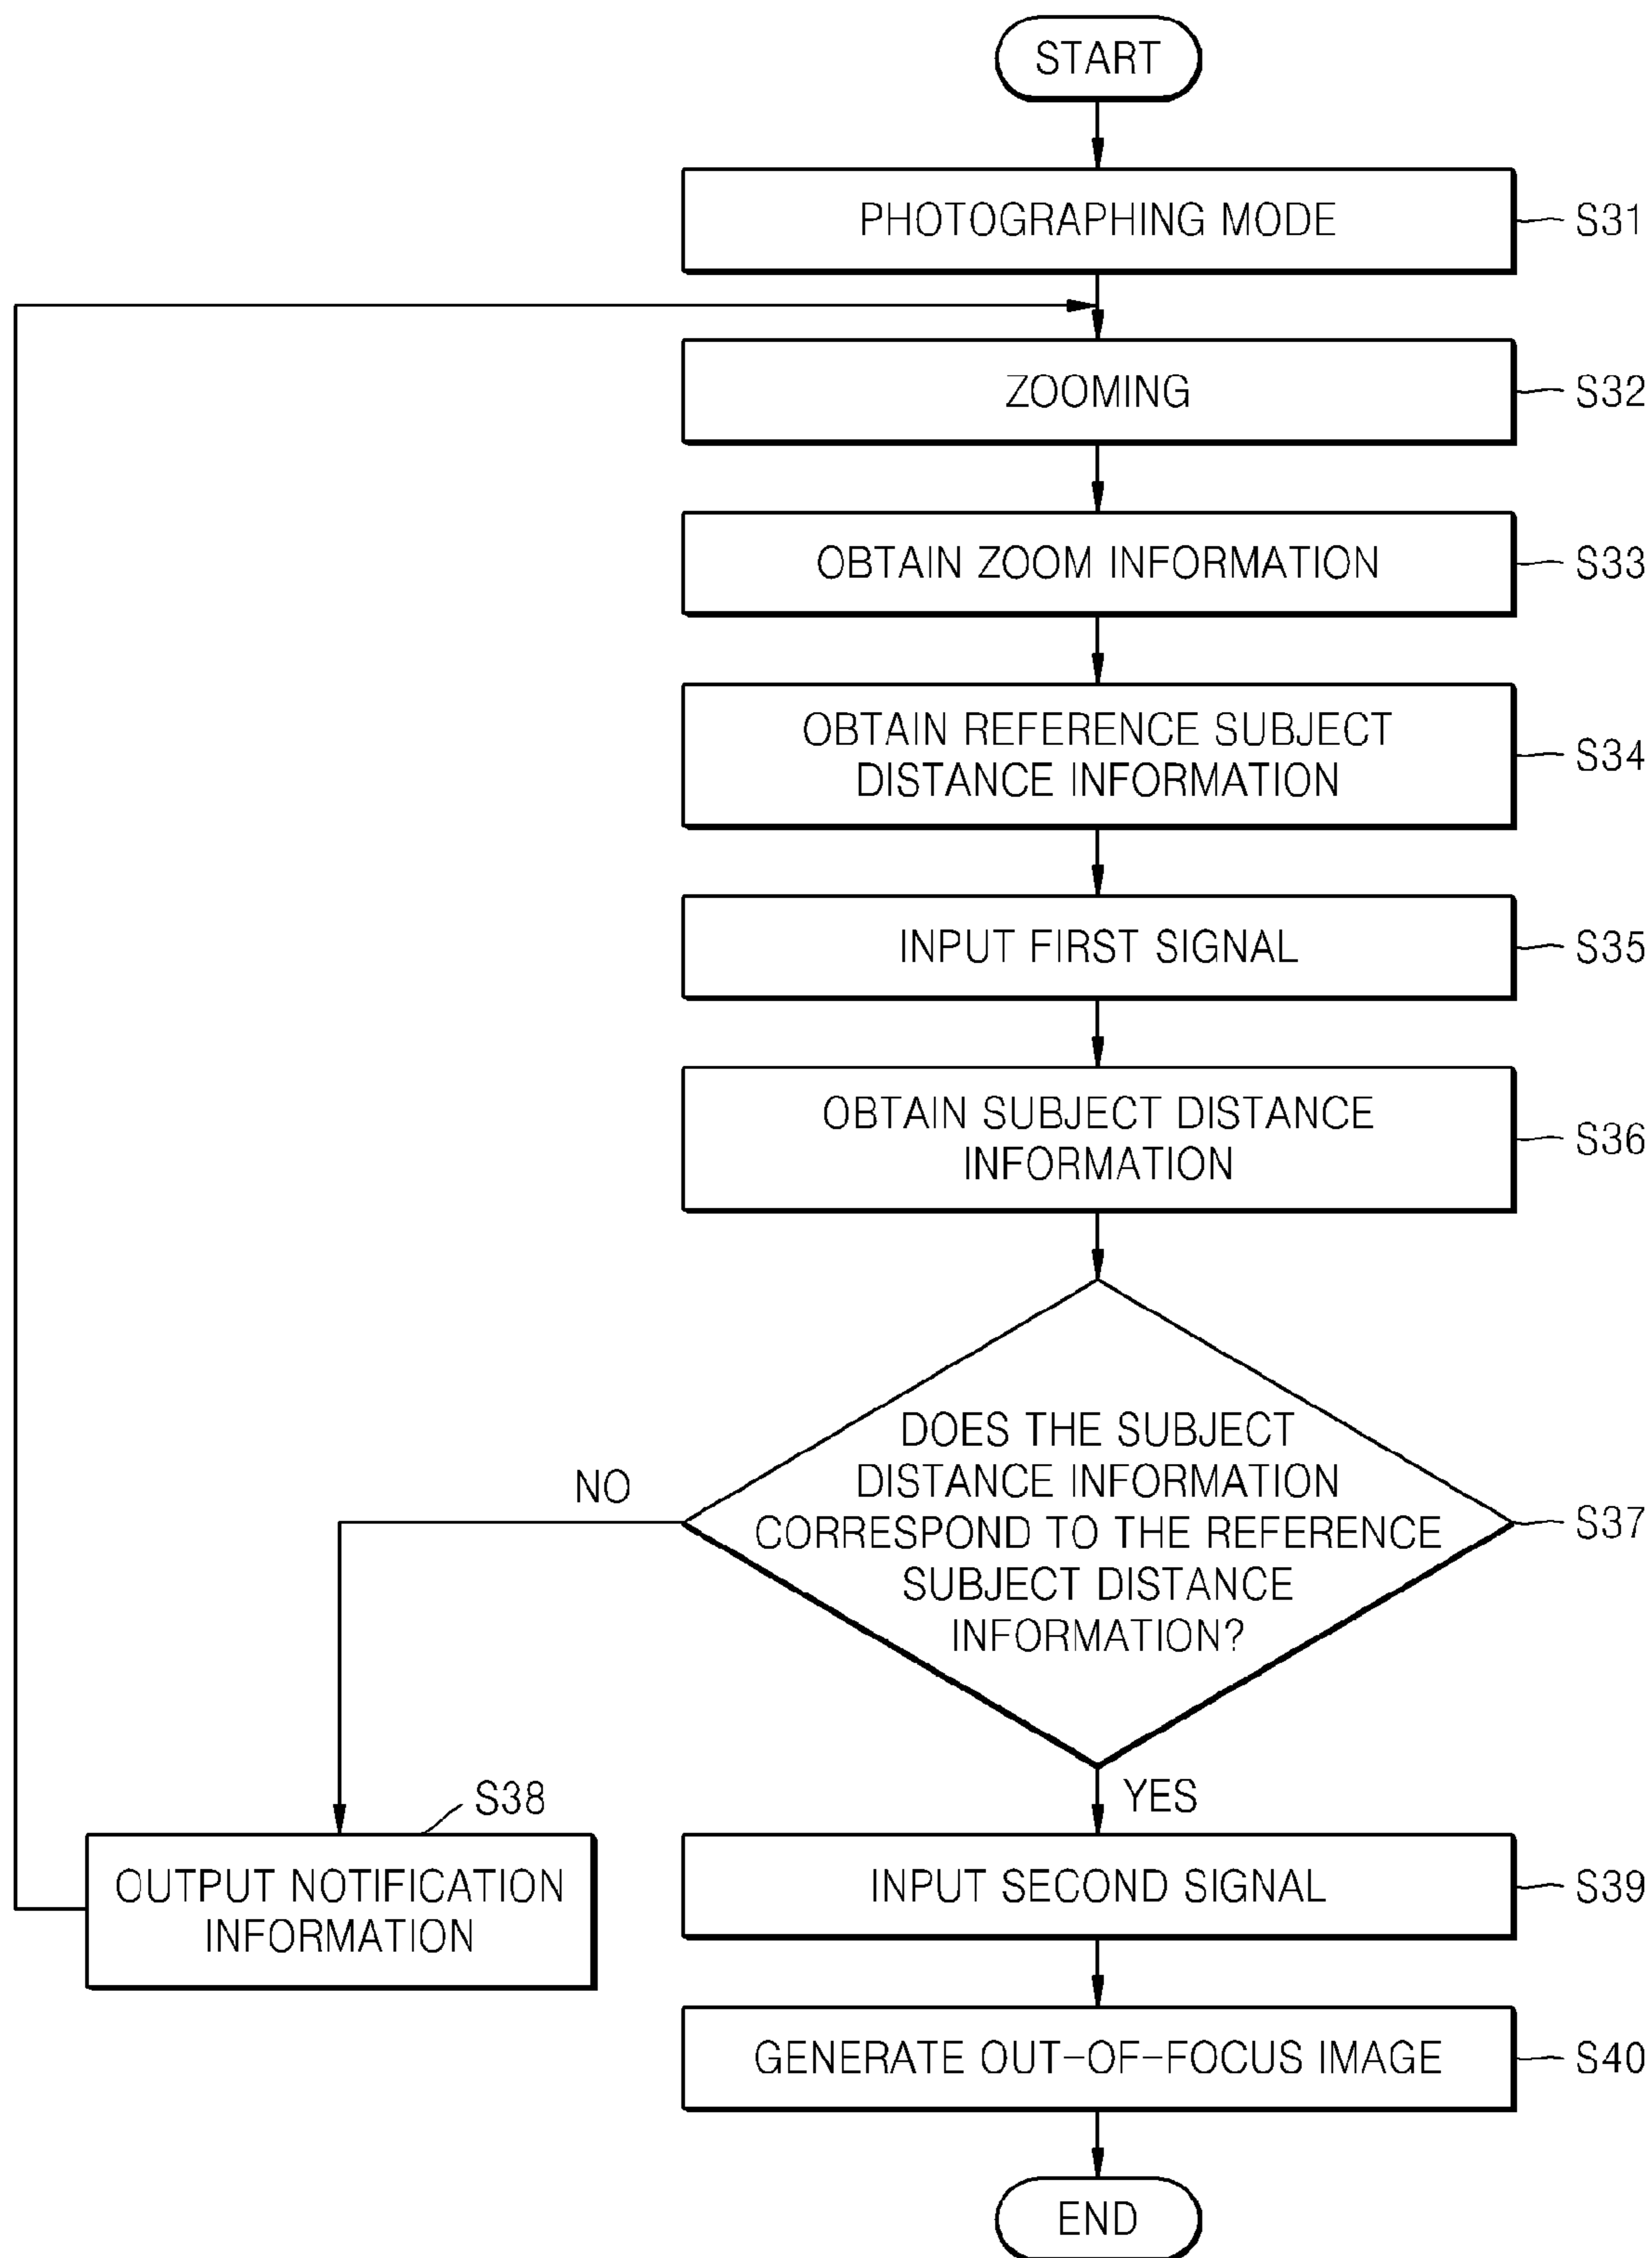 START
PHOTOGRAPHING MODE
S31
ZOOMING
S32
OBTAIN ZOOM INFORMATION
S33
OBTAIN REFERENCE SUBJECT
DISTANCE INFORMATION
S34
INPUT FIRST SIGNAL
S35
OBTAIN SUBJECT DISTANCE
INFORMATION
S36
DOES THE SUBJECT
DISTANCE INFORMATION
CORRESPOND TO THE REFERENCE
SUBJECT DISTANCE
INFORMATION?
S37
NO
YES
S38
OUTPUT NOTIFICATION
INFORMATION
INPUT SECOND SIGNAL
S39
GENERATE OUT-OF-FOCUS IMAGE
S40
END